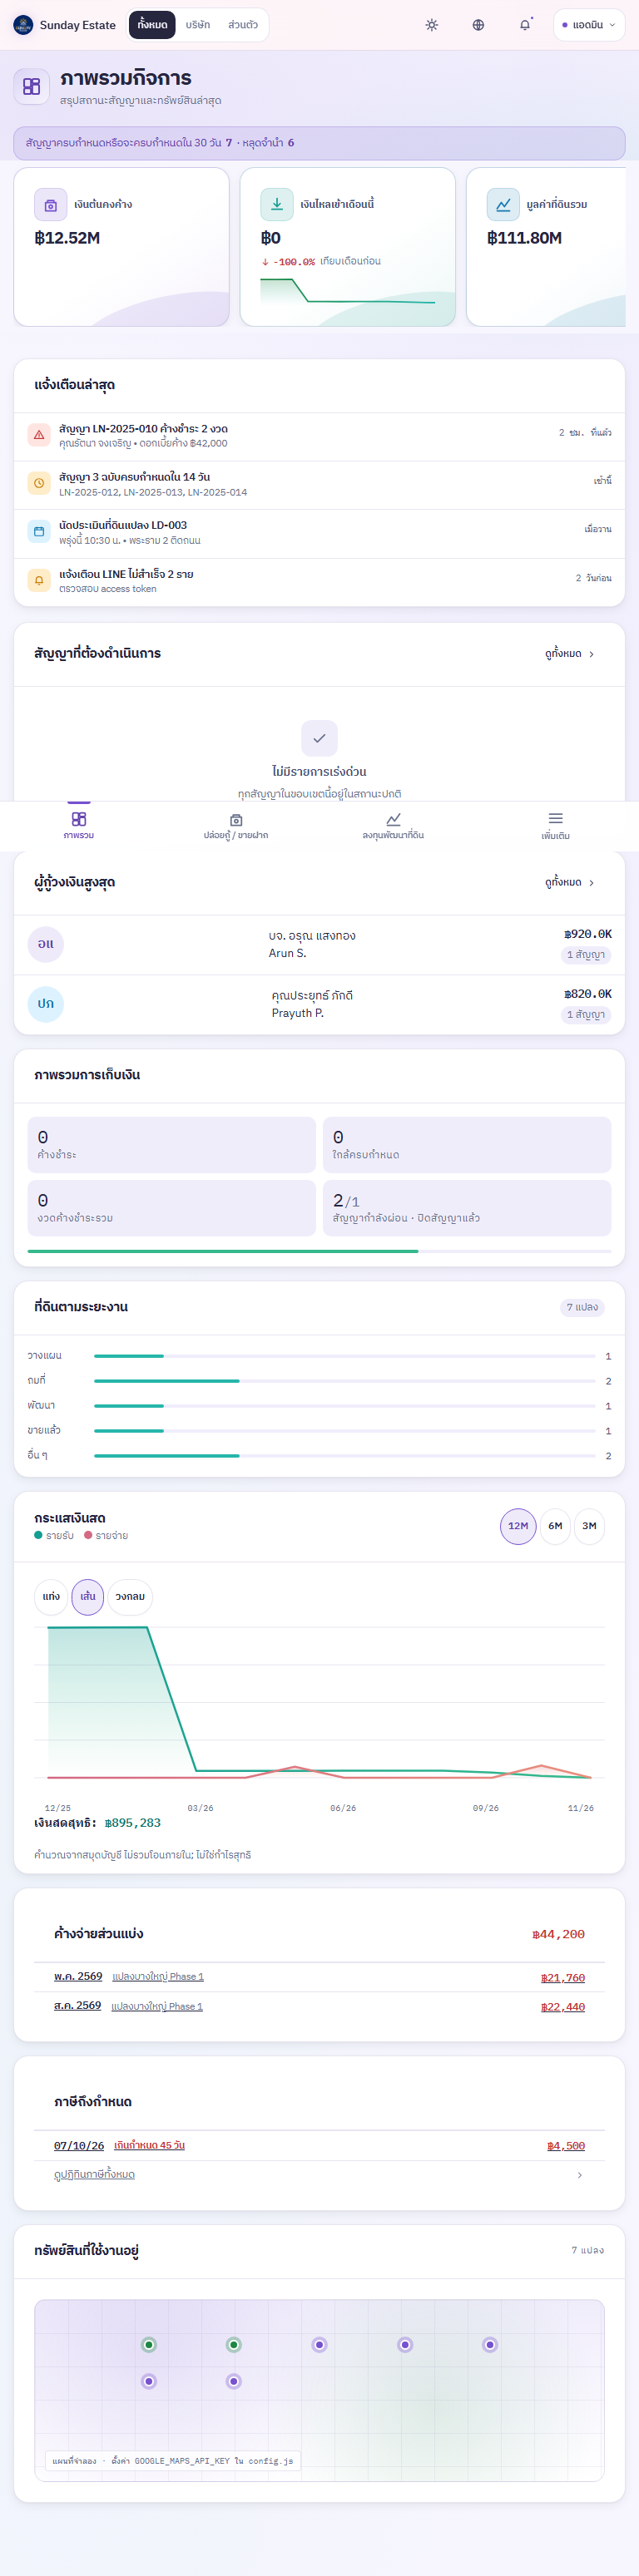 Sunday Estate
ทั้งหมด
บริษัท
ส่วนตัว
แอดมิน
ภาพรวมกิจการ
สรุปสถานะสัญญาและทรัพย์สินล่าสุด
สัญญาครบกำหนดหรือจะครบกำหนดใน 30 วัน 7 · หลุดจำนำ 6
เงินต้นคงค้าง
฿12.52M
เงินไหลเข้าเดือนนี้
฿0
↓ -100.0% เทียบเดือนก่อน
มูลค่าที่ดินรวม
฿111.80M
แจ้งเตือนล่าสุด
สัญญา LN-2025-010 ค้างชำระ 2 งวด
คุณรัตนา จงเจริญ • ดอกเบี้ยค้าง ฿42,000
2 ชม. ที่แล้ว
สัญญา 3 ฉบับครบกำหนดใน 14 วัน
LN-2025-012, LN-2025-013, LN-2025-014
เช้านี้
นัดประเมินที่ดินแปลง LD-003
พรุ่งนี้ 10:30 น. • พระราม 2 ติดถนน
เมื่อวาน
แจ้งเตือน LINE ไม่สำเร็จ 2 ราย
ตรวจสอบ access token
2 วันก่อน
สัญญาที่ต้องดำเนินการ
ดูทั้งหมด
ไม่มีรายการเร่งด่วน
ทุกสัญญาในขอบเขตนี้อยู่ในสถานะปกติ
ภาพรวม
ปล่อยกู้ / ขายฝาก
ลงทุนพัฒนาที่ดิน
เพิ่มเติม
ผู้กู้วงเงินสูงสุด
ดูทั้งหมด
อแ
บจ. อรุณ แสงทอง
Arun S.
฿920.0K
1 สัญญา
ปภ
คุณประยุทธ์ ภักดี
Prayuth P.
฿820.0K
1 สัญญา
ภาพรวมการเก็บเงิน
0
ค้างชำระ
0
ใกล้ครบกำหนด
0
งวดค้างชำระรวม
2/1
สัญญากำลังผ่อน · ปิดสัญญาแล้ว
ที่ดินตามระยะงาน
7 แปลง
วางแผน
1
ถมที่
2
พัฒนา
1
ขายแล้ว
1
อื่น ๆ
2
กระแสเงินสด
รายรับ
รายจ่าย
12M
6M
3M
แท่ง
เส้น
วงกลม
12/25
03/26
06/26
09/26
11/26
เงินสดสุทธิ: ฿895,283
คำนวณจากสมุดบัญชี ไม่รวมโอนภายใน; ไม่ใช่กำไรสุทธิ
ค้างจ่ายส่วนแบ่ง
฿44,200
พ.ค. 2569
แปลงบางใหญ่ Phase 1
฿21,760
ส.ค. 2569
แปลงบางใหญ่ Phase 1
฿22,440
ภาษีถึงกำหนด
07/10/26
เกินกำหนด 45 วัน
฿4,500
ดูปฏิทินภาษีทั้งหมด
ทรัพย์สินที่ใช้งานอยู่
7 แปลง
แผนที่จำลอง · ตั้งค่า GOOGLE_MAPS_API_KEY ใน config.js